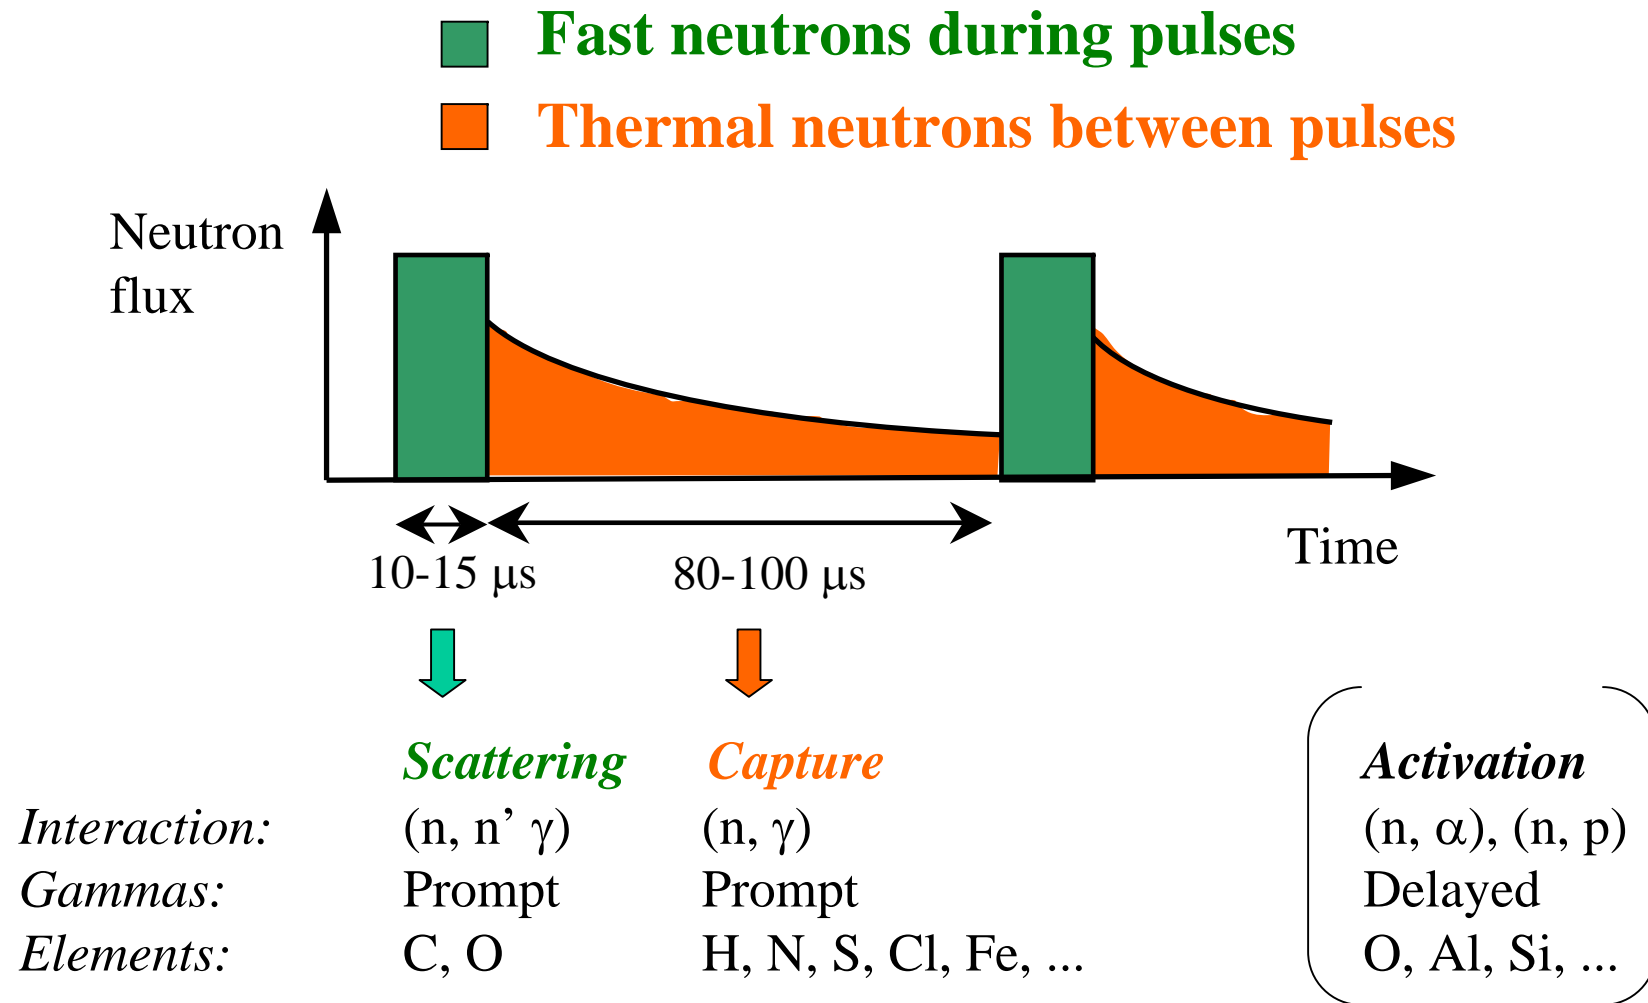 Fast neutrons during pulses
Thermal neutrons between pulses
Neutron
flux
Time
10-15 μs 80-100 μs
Scattering Capture Activation
Interaction: (n, n’ γ) (n, γ) (n, α), (n, p)
Gammas: Prompt Prompt Delayed
Elements: C, O H, N, S, Cl, Fe, ... O, Al, Si, ...